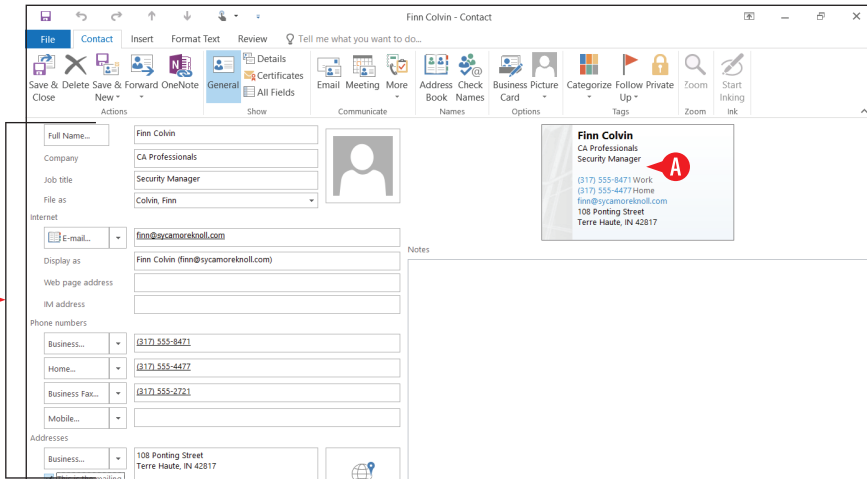 Finn Colvin - Contact
File Contact Insert Format Text Review Tell me what you want to do...
Save & Close
Delete
Save & New
Forward
OneNote
Actions
General
Details
Certificates
All Fields
Show
Email
Meeting
More
Communicate
Address Book
Check Names
Names
Business Card
Picture
Options
Categorize
Follow Up
Private
Tags
Zoom
Zoom
Start Inking
Ink
Full Name... Finn Colvin
Company CA Professionals
Job title Security Manager
File as Colvin, Finn
Internet
E-mail... finn@sycamoreknoll.com
Display as Finn Colvin (finn@sycamoreknoll.com)
Web page address
IM address
Phone numbers
Business... (317) 555-8471
Home... (317) 555-4477
Business Fax... (317) 555-2721
Mobile...
Addresses
Business... 108 Ponting Street
Terre Haute, IN 42817
This is the mailing
Finn Colvin
CA Professionals
Security Manager
A
(317) 555-8471 Work
(317) 555-4477 Home
finn@sycamoreknoll.com
108 Ponting Street
Terre Haute, IN 42817
Notes